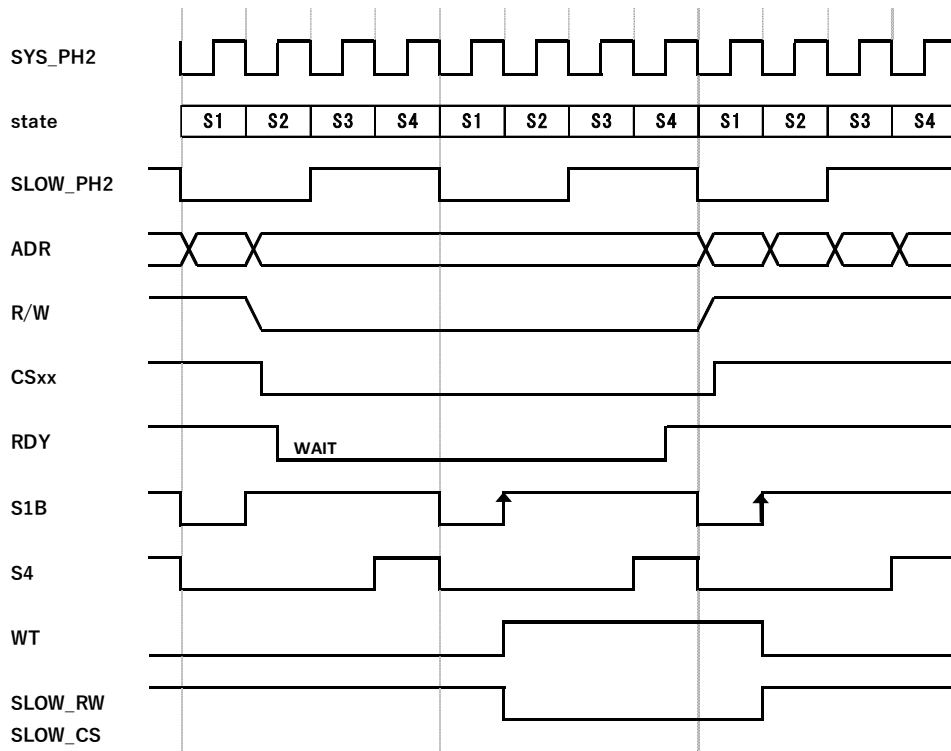 SYS_PH2
state S1 S2 S3 S4 S1 S2 S3 S4 S1 S2 S3 S4
SLOW_PH2
ADR
R/W
CSxx
RDY WAIT
S1B
S4
WT
SLOW_RW
SLOW_CS